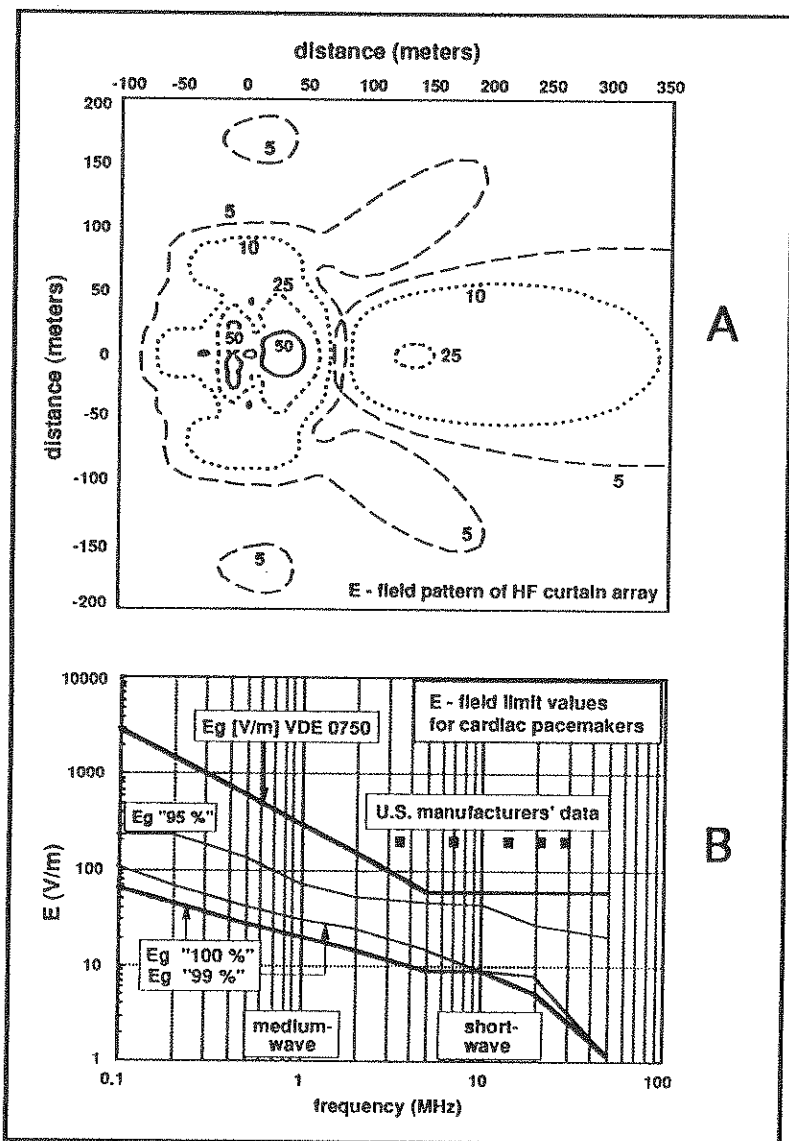 distance (meters)
-100 -50 0 50 100 150 200 250 300 350
200
150
100
50
0
-50
-100
-150
-200
distance (meters)
5
5
10
25
10
50
50
25
5
5
5
E - field pattern of HF curtain array
A
10000
1000
100
10
1
E (V/m)
E - field limit values
for cardiac pacemakers
Eg [V/m] VDE 0750
U.S. manufacturers' data
Eg "95 %"
Eg "100 %"
Eg "99 %"
medium-
wave
short-
wave
0.1 1 10 100
frequency (MHz)
B